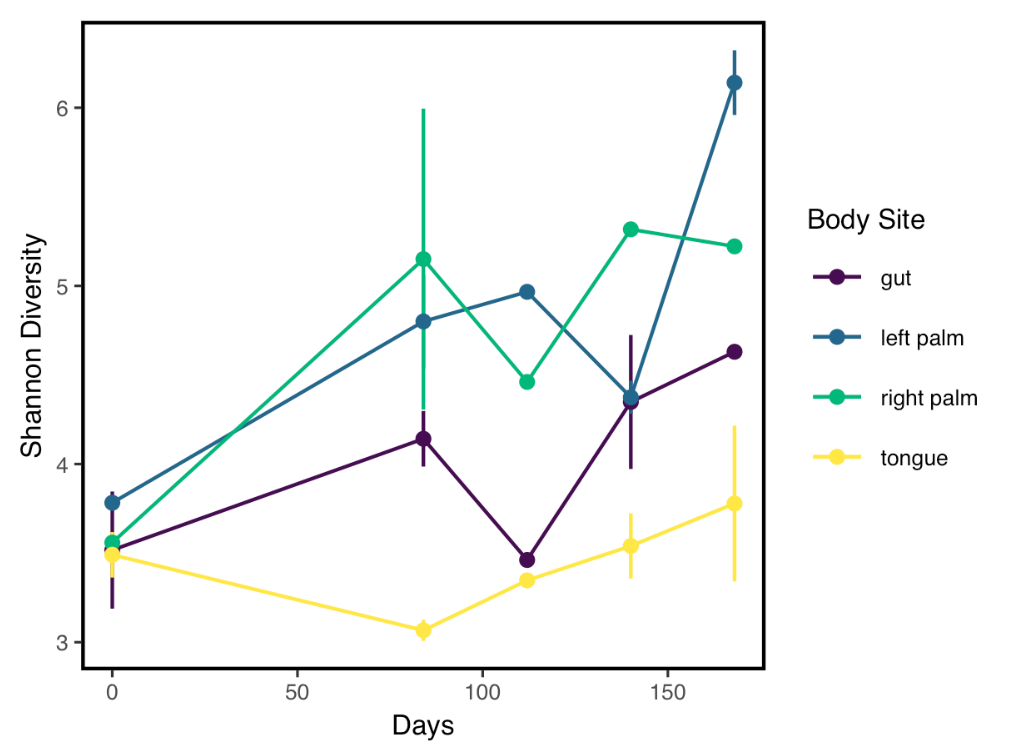 Shannon Diversity
6
5
4
3
0 50 100 150
Days
Body Site
gut
left palm
right palm
tongue